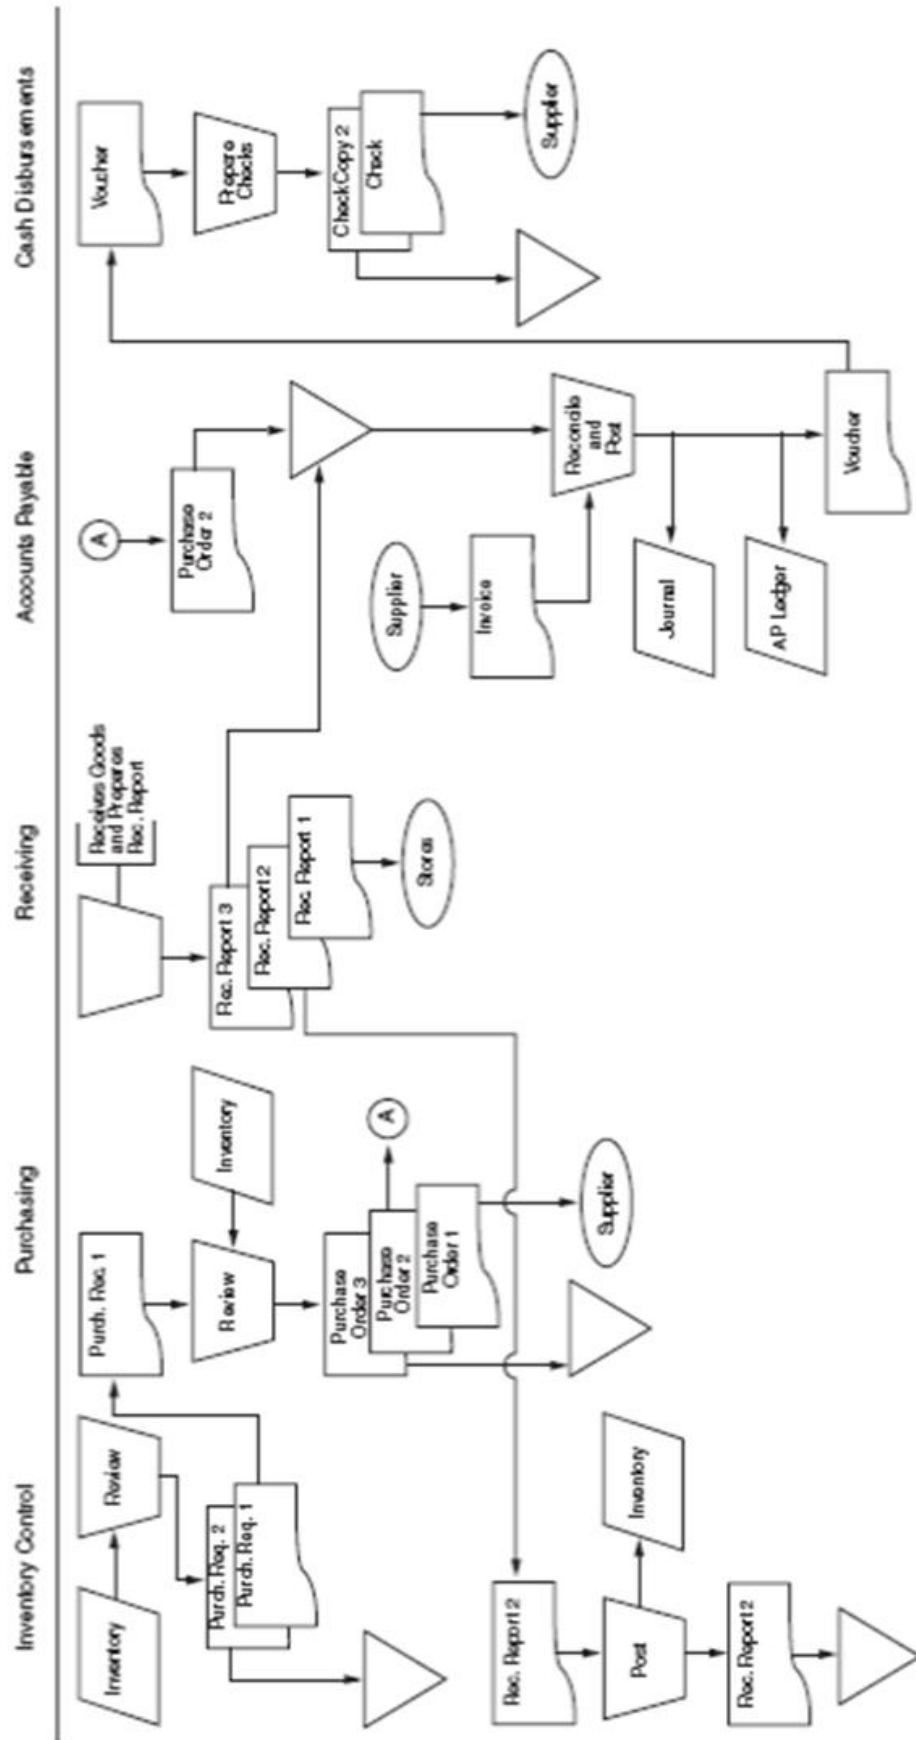 Inventory Control
Purchasing
Receiving
Accounts Payable
Cash Disbursements
Inventory
Review
Purch. Req. 2
Purch. Req. 1
Rec. Report 2
Post
Inventory
Rec. Report 2
Purch. Rec. 1
Review
Inventory
Purchase
Order 3
Purchase
Order 2
Purchase
Order 1
A
Supplier
Receives Goods
and Prepares
Rec. Report
Rec. Report 3
Rec. Report 2
Rec. Report 1
Stores
A
Purchase
Order 2
Supplier
Invoice
Reconcile
and
Post
Journal
AP Ledger
Voucher
Voucher
Prepare
Checks
Check Copy 2
Check
Supplier